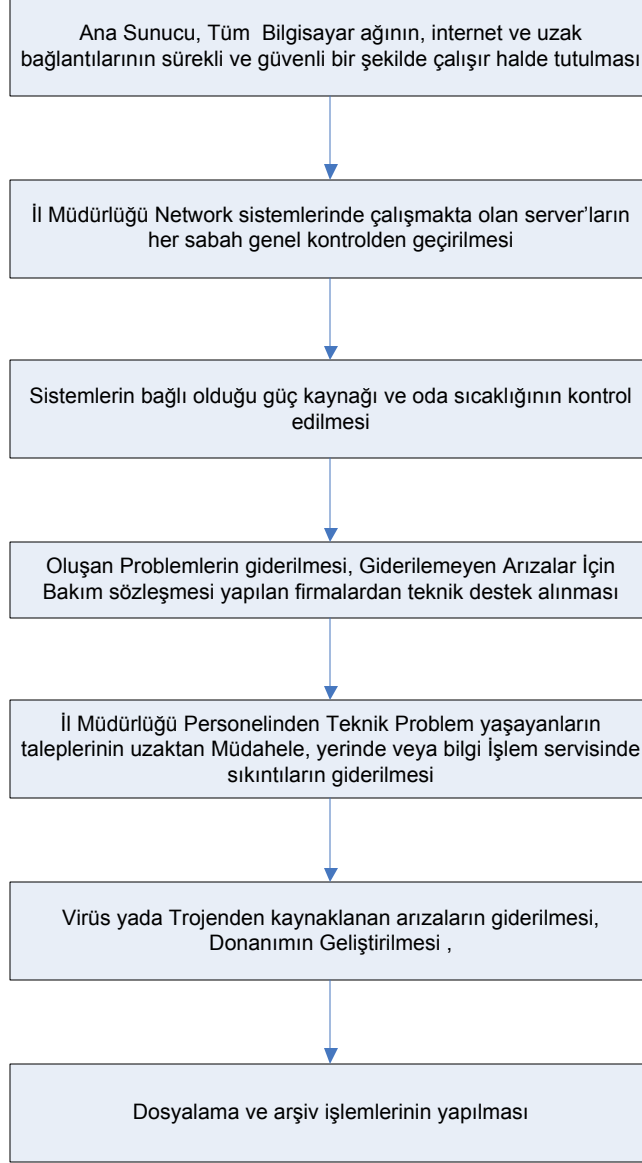 Ana Sunucu, Tüm Bilgisayar ağının, internet ve uzak
bağlantılarının sürekli ve güvenli bir şekilde çalışır halde tutulması
İl Müdürlüğü Network sistemlerinde çalışmakta olan server’ların
her sabah genel kontrolden geçirilmesi
Sistemlerin bağlı olduğu güç kaynağı ve oda sıcaklığının kontrol
edilmesi
Oluşan Problemlerin giderilmesi, Giderilemeyen Arızalar İçin
Bakım sözleşmesi yapılan firmalardan teknik destek alınması
İl Müdürlüğü Personelinden Teknik Problem yaşayanların
taleplerinin uzaktan Müdahele, yerinde veya bilgi İşlem servisinde
sıkıntıların giderilmesi
Virüs yada Trojenden kaynaklanan arızaların giderilmesi,
Donanımın Geliştirilmesi ,
Dosyalama ve arşiv işlemlerinin yapılması